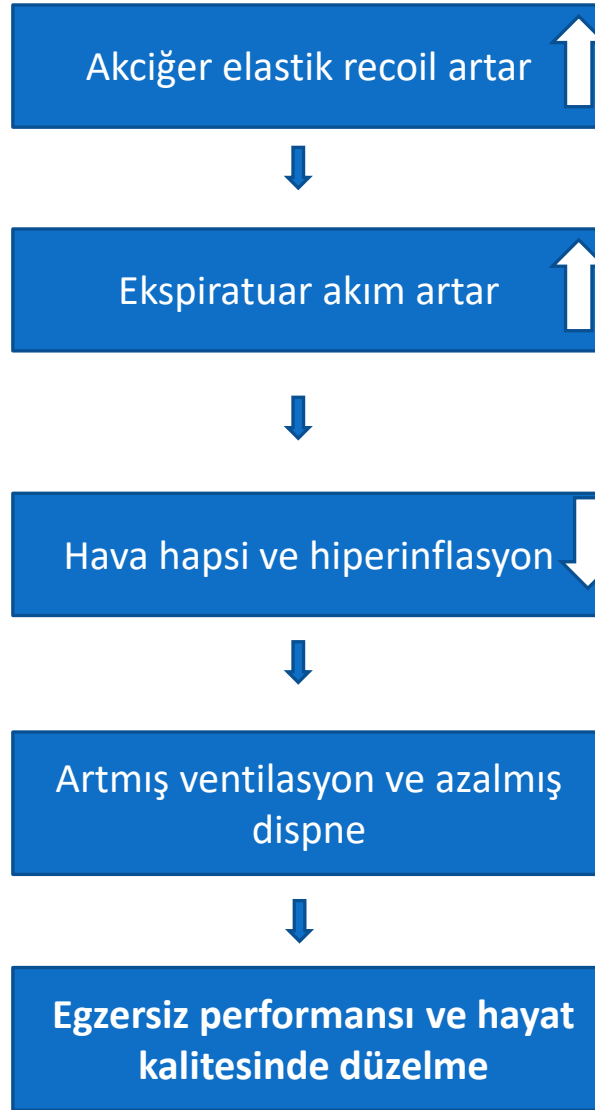 Akciğer elastik recoil artar
Ekspiratuar akım artar
Hava hapsi ve hiperinflasyon
Artmış ventilasyon ve azalmış
dispne
Egzersiz performansı ve hayat
kalitesinde düzelme